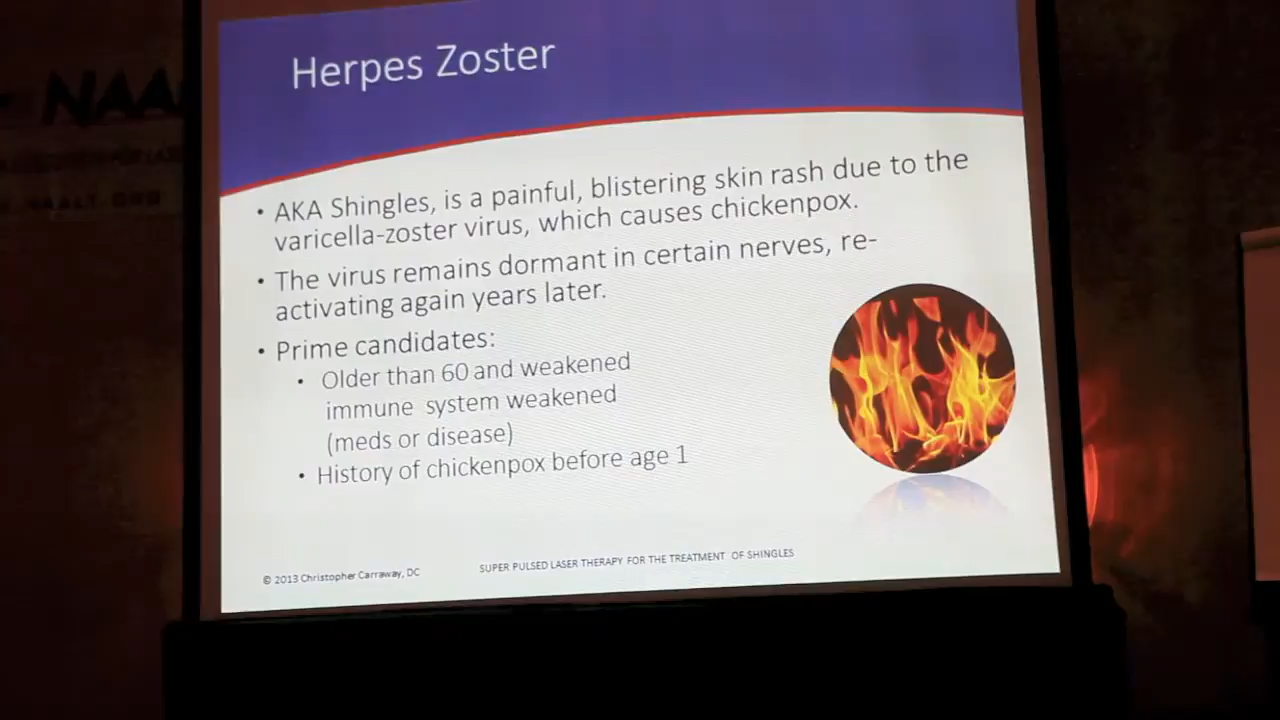 Herpes Zoster
• AKA Shingles, is a painful, blistering skin rash due to the
varicella-zoster virus, which causes chickenpox.
• The virus remains dormant in certain nerves, re-
activating again years later.
• Prime candidates:
• Older than 60 and weakened
immune system weakened
(meds or disease)
• History of chickenpox before age 1
© 2013 Christopher Carraway, DC
SUPER PULSED LASER THERAPY FOR THE TREATMENT OF SHINGLES